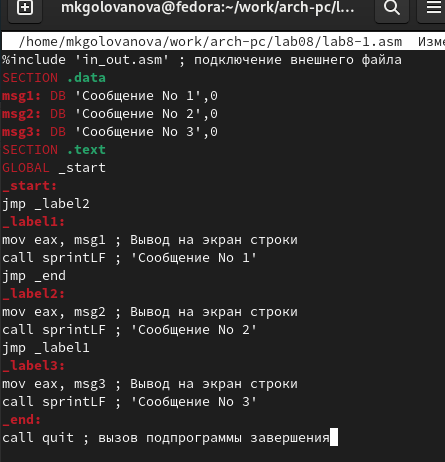 mkgolovanova@fedora:~/work/arch-pc/l…
/home/mkgolovanova/work/arch-pc/lab08/lab8-1.asm Изме
%include 'in_out.asm' ; подключение внешнего файла
SECTION .data
msg1: DB 'Сообщение No 1',0
msg2: DB 'Сообщение No 2',0
msg3: DB 'Сообщение No 3',0
SECTION .text
GLOBAL _start
_start:
jmp _label2
_label1:
mov eax, msg1 ; Вывод на экран строки
call sprintLF ; 'Сообщение No 1'
jmp _end
_label2:
mov eax, msg2 ; Вывод на экран строки
call sprintLF ; 'Сообщение No 2'
jmp _label1
_label3:
mov eax, msg3 ; Вывод на экран строки
call sprintLF ; 'Сообщение No 3'
_end:
call quit ; вызов подпрограммы завершения